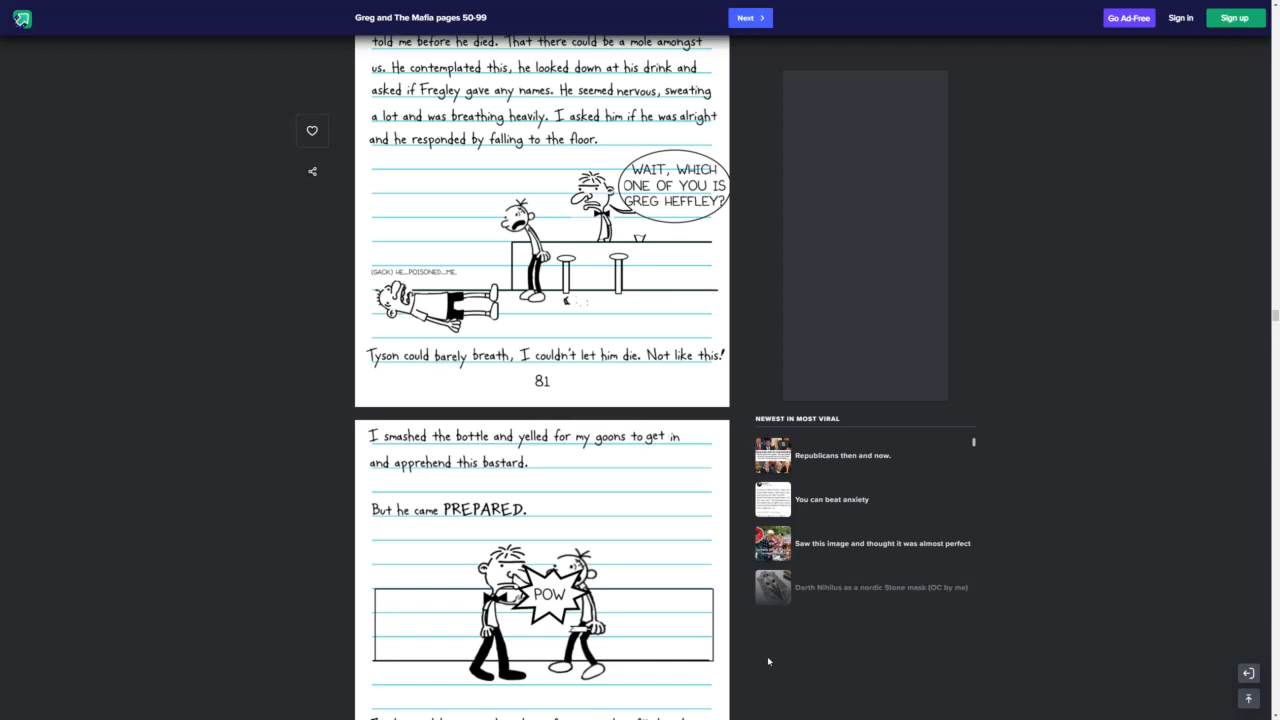 Greg and The Mafia pages 50-99
Next
Go Ad-Free
Sign in
Sign up
told me before he died. That there could be a mole amongst
us. He contemplated this, he looked down at his drink and
asked if Fregley gave any names. He seemed nervous, sweating
a lot and was breathing heavily. I asked him if he was alright
and he responded by falling to the floor.
WAIT, WHICH
ONE OF YOU IS
GREG HEFFLEY?
(GACK) HE...POISONED...ME.
Tyson could barely breath, I couldn't let him die. Not like this!
81
I smashed the bottle and yelled for my goons to get in
and apprehend this bastard.
But he came PREPARED.
POW
NEWEST IN MOST VIRAL
Republicans then and now.
You can beat anxiety
Saw this image and thought it was almost perfect
Darth Nihilus as a nordic Stone mask (OC by me)